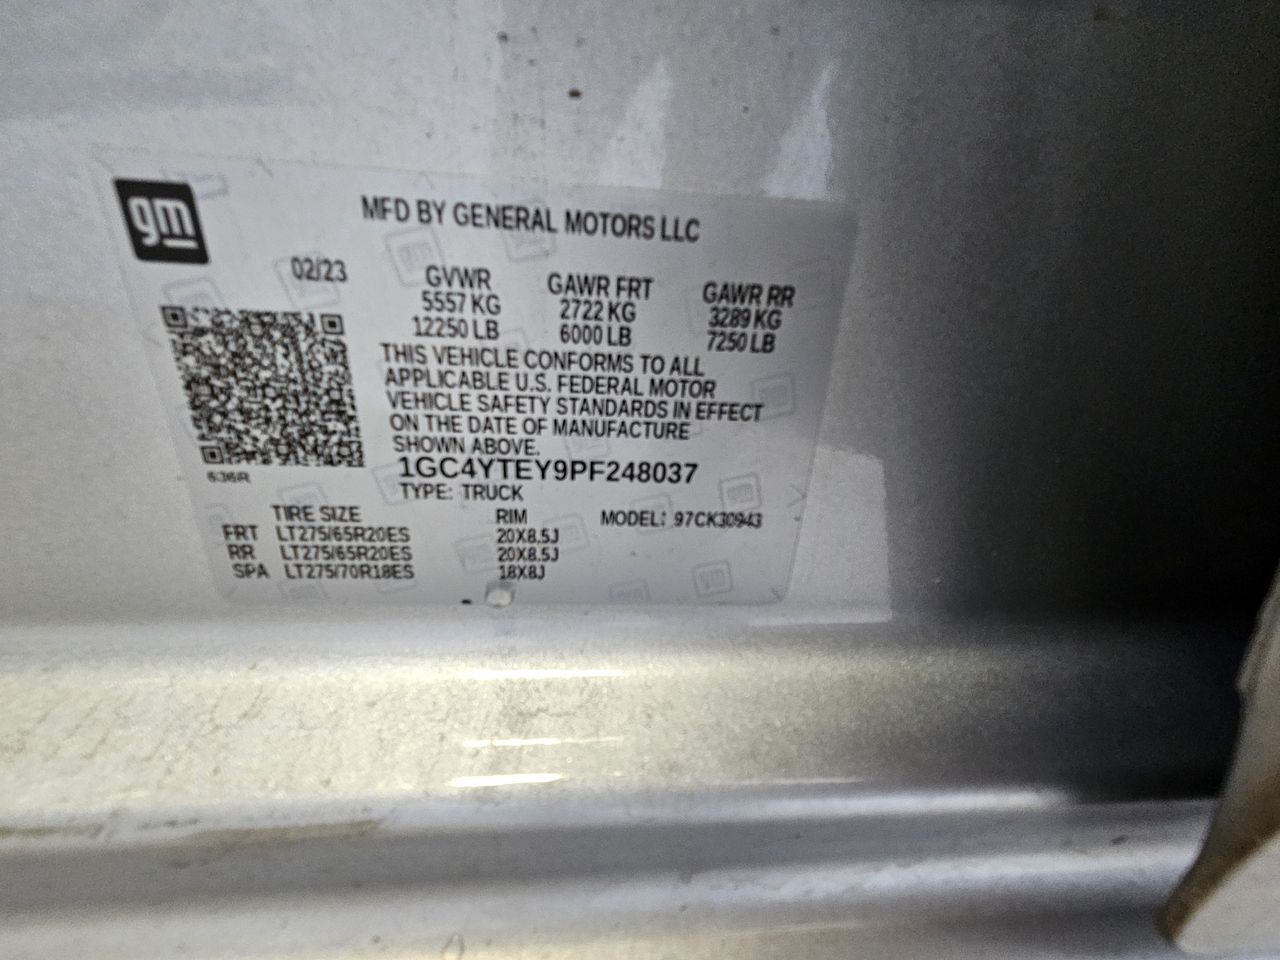 gm
MFD BY GENERAL MOTORS LLC
02/23
GVWR GAWR FRT GAWR RR
5557 KG 2722 KG 3289 KG
12250 LB 6000 LB 7250 LB
THIS VEHICLE CONFORMS TO ALL
APPLICABLE U.S. FEDERAL MOTOR
VEHICLE SAFETY STANDARDS IN EFFECT
ON THE DATE OF MANUFACTURE
SHOWN ABOVE.
1GC4YTEY9PF248037
636R
TYPE: TRUCK
TIRE SIZE RIM MODEL: 97CK30943
FRT LT275/65R20ES 20X8.5J
RR LT275/65R20ES 20X8.5J
SPA LT275/70R18ES 18X8J